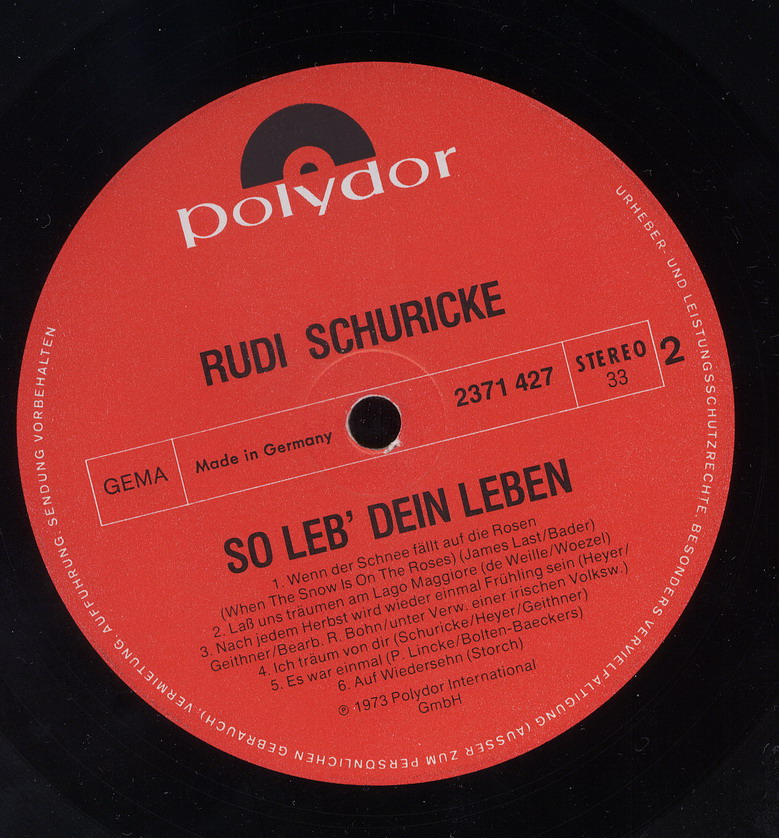 polydor
RUDI SCHURICKE
GEMA
Made in Germany
2371 427
STEREO
33
2
SO LEB' DEIN LEBEN
1. Wenn der Schnee fällt auf die Rosen
(When The Snow Is On The Roses) (James Last/Bader)
2. Laß uns träumen am Lago Maggiore (de Weille/Woezel)
3. Nach jedem Herbst wird wieder einmal Frühling sein (Heyer/
Geithner/Bearb. R. Bohn/unter Verw. einer irischen Volksw.)
4. Ich träum von dir (Schuricke/Heyer/Geithner)
5. Es war einmal (P. Lincke/Bolten-Baeckers)
6. Auf Wiedersehn (Storch)
℗ 1973 Polydor International
GmbH
URHEBER- UND LEISTUNGSSCHUTZRECHTE, BESONDERS VERVIELFÄLTIGUNG (AUSSER ZUM PERSÖNLICHEN GEBRAUCH), VERMIETUNG, AUFFÜHRUNG, SENDUNG VORBEHALTEN